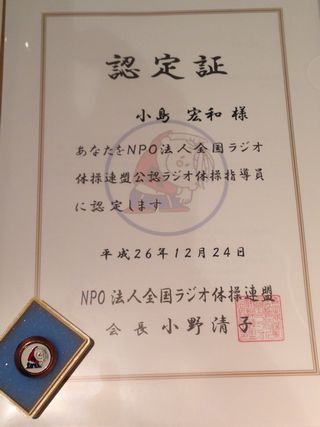 認定証
小島 宏和 様
あなたをNPO法人全国ラジオ
体操連盟公認ラジオ体操指導員
に認定します
平成26年12月24日
NPO法人全国ラジオ体操連盟
会長 小野清子